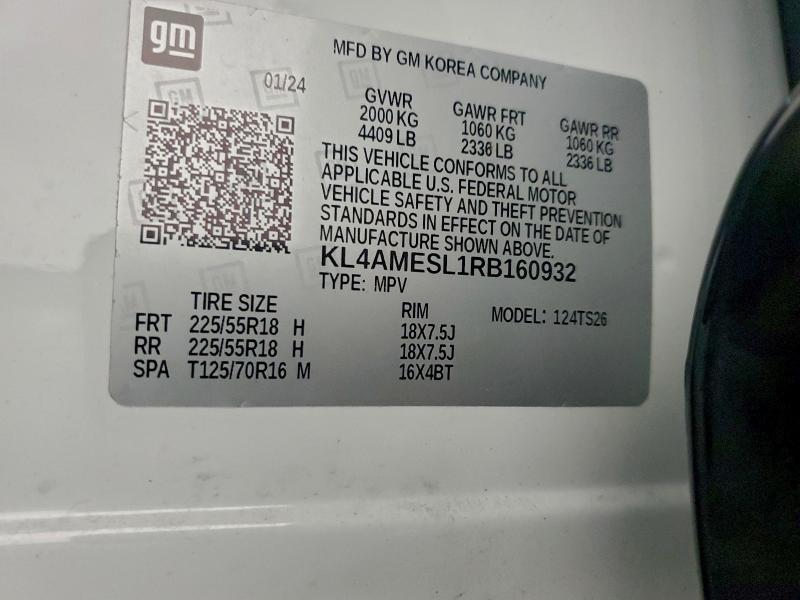 gm
MFD BY GM KOREA COMPANY
01/24
GVWR GAWR FRT GAWR RR
2000 KG 1060 KG 1060 KG
4409 LB 2336 LB 2336 LB
THIS VEHICLE CONFORMS TO ALL
APPLICABLE U.S. FEDERAL MOTOR
VEHICLE SAFETY AND THEFT PREVENTION
STANDARDS IN EFFECT ON THE DATE OF
MANUFACTURE SHOWN ABOVE.
KL4AMESL1RB160932
TYPE: MPV
TIRE SIZE RIM MODEL: 124TS26
FRT 225/55R18 H 18X7.5J
RR 225/55R18 H 18X7.5J
SPA T125/70R16 M 16X4BT